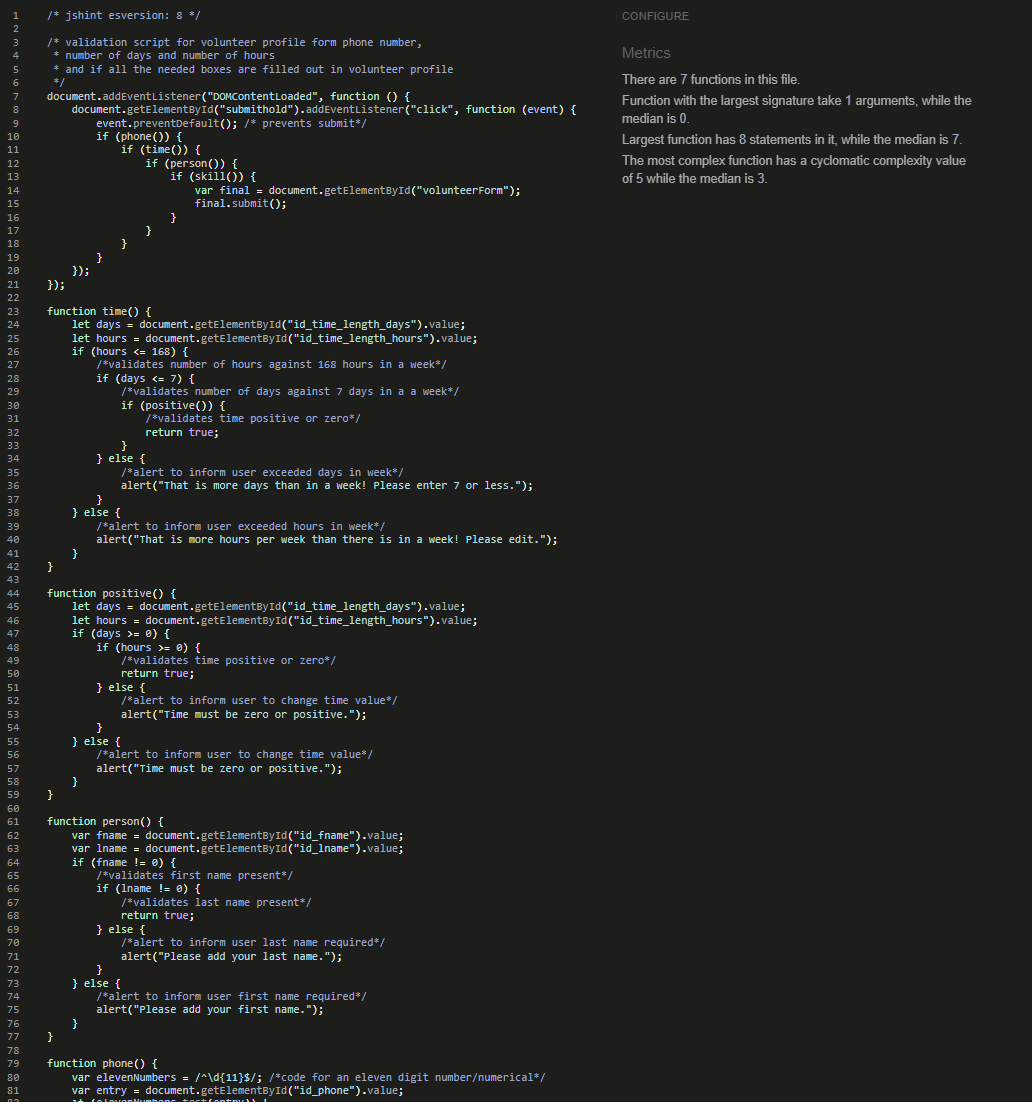 1 /* jshint esversion: 8 */
2
3 /* validation script for volunteer profile form phone number,
4  * number of days and number of hours
5  * and if all the needed boxes are filled out in volunteer profile
6  */
7 document.addEventListener("DOMContentLoaded", function () {
8     document.getElementById("submithold").addEventListener("click", function (event) {
9         event.preventDefault(); /* prevents submit*/
10         if (phone()) {
11             if (time()) {
12                 if (person()) {
13                     if (skill()) {
14                         var final = document.getElementById("volunteerForm");
15                         final.submit();
16                     }
17                 }
18             }
19         }
20     });
21 });
22
23 function time() {
24     let days = document.getElementById("id_time_length_days").value;
25     let hours = document.getElementById("id_time_length_hours").value;
26     if (hours <= 168) {
27         /*validates number of hours against 168 hours in a week*/
28         if (days <= 7) {
29             /*validates number of days against 7 days in a a week*/
30             if (positive()) {
31                 /*validates time positive or zero*/
32                 return true;
33             }
34         } else {
35             /*alert to inform user exceeded days in week*/
36             alert("That is more days than in a week! Please enter 7 or less.");
37         }
38     } else {
39         /*alert to inform user exceeded hours in week*/
40         alert("That is more hours per week than there is in a week! Please edit.");
41     }
42 }
43
44 function positive() {
45     let days = document.getElementById("id_time_length_days").value;
46     let hours = document.getElementById("id_time_length_hours").value;
47     if (days >= 0) {
48         if (hours >= 0) {
49             /*validates time positive or zero*/
50             return true;
51         } else {
52             /*alert to inform user to change time value*/
53             alert("Time must be zero or positive.");
54         }
55     } else {
56         /*alert to inform user to change time value*/
57         alert("Time must be zero or positive.");
58     }
59 }
60
61 function person() {
62     var fname = document.getElementById("id_fname").value;
63     var lname = document.getElementById("id_lname").value;
64     if (fname != 0) {
65         /*validates first name present*/
66         if (lname != 0) {
67             /*validates last name present*/
68             return true;
69         } else {
70             /*alert to inform user last name required*/
71             alert("Please add your last name.");
72         }
73     } else {
74         /*alert to inform user first name required*/
75         alert("Please add your first name.");
76     }
77 }
78
79 function phone() {
80     var elevenNumbers = /^\d{11}$/; /*code for an eleven digit number/numerical*/
81     var entry = document.getElementById("id_phone").value;
82     if (elevenNumbers.test(entry)) {
CONFIGURE
Metrics
There are 7 functions in this file.
Function with the largest signature take 1 arguments, while the
median is 0.
Largest function has 8 statements in it, while the median is 7.
The most complex function has a cyclomatic complexity value
of 5 while the median is 3.